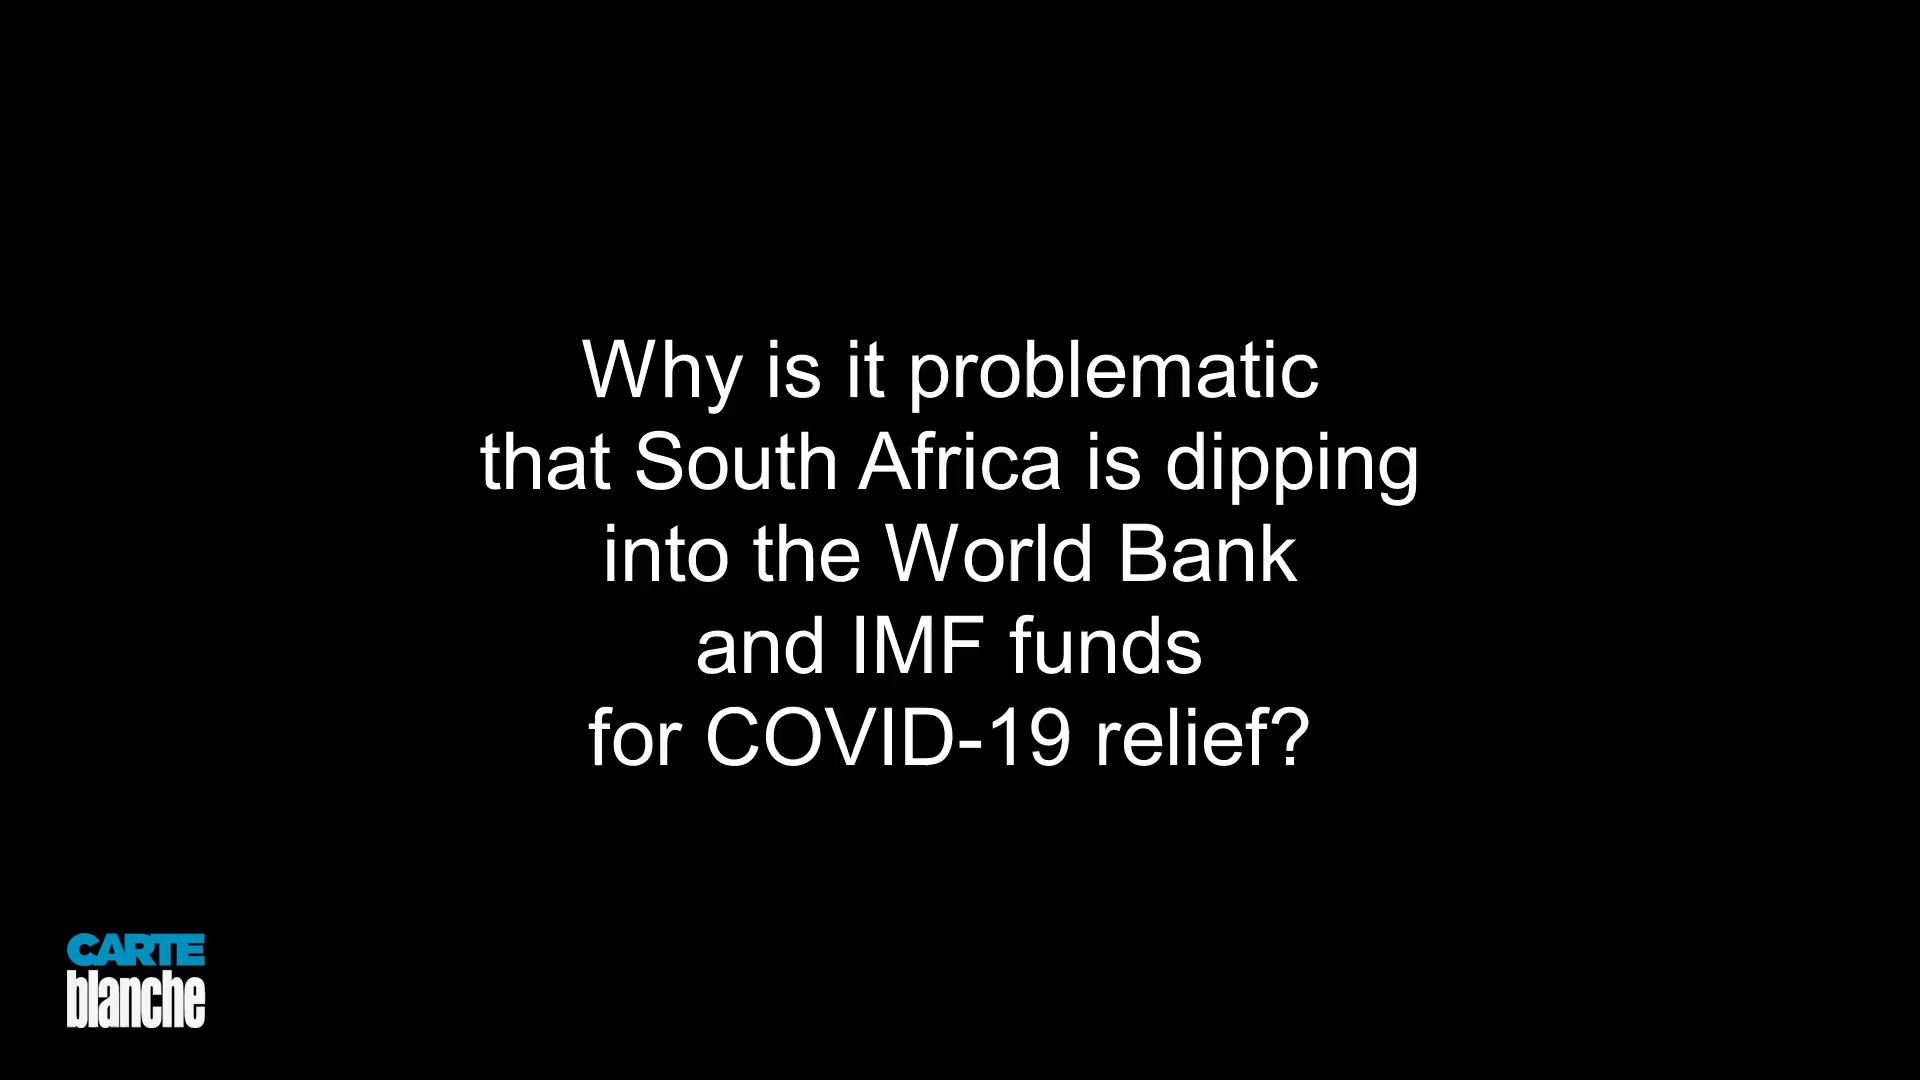 Why is it problematic
that South Africa is dipping
into the World Bank
and IMF funds
for COVID-19 relief?
CARTE
blanche